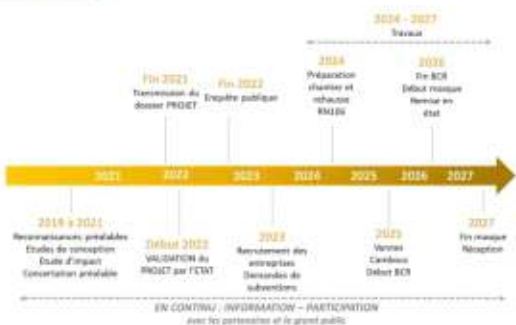 2024 - 2027
Travaux
Fin 2021
Transmission du
dossier PROJET
Fin 2022
Enquête publique
2024
Préparation
chantier et
rehausse
RN106
2026
Fin BCR
Début masque
Remise en
état
2021 2022 2023 2024 2025 2026 2027
2019 à 2021
Reconnaissances préalables
Etudes de conception
Etude d'impact
Concertation préalable
Début 2022
VALIDATION du
PROJET par l'ETAT
2023
Recrutement des
entreprises
Demandes de
subventions
2025
Vannes
Camboux
Début BCR
2027
Fin masque
Réception
EN CONTINU : INFORMATION – PARTICIPATION
avec les partenaires et le grand public